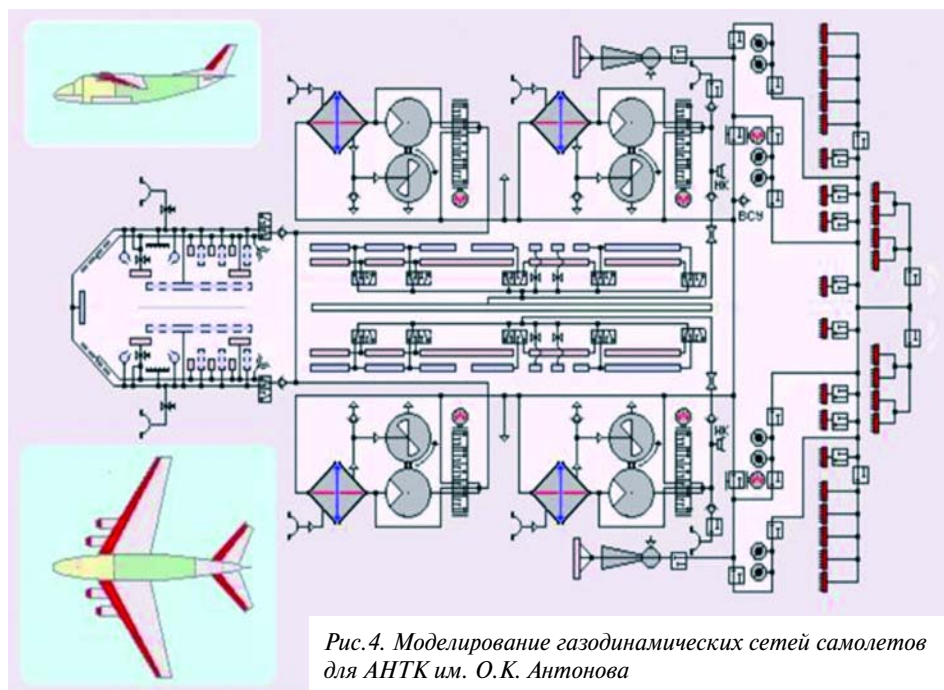 НК
ВСУ
НК
Рис.4. Моделирование газодинамических сетей самолетов
для АНТК им. О.К. Антонова